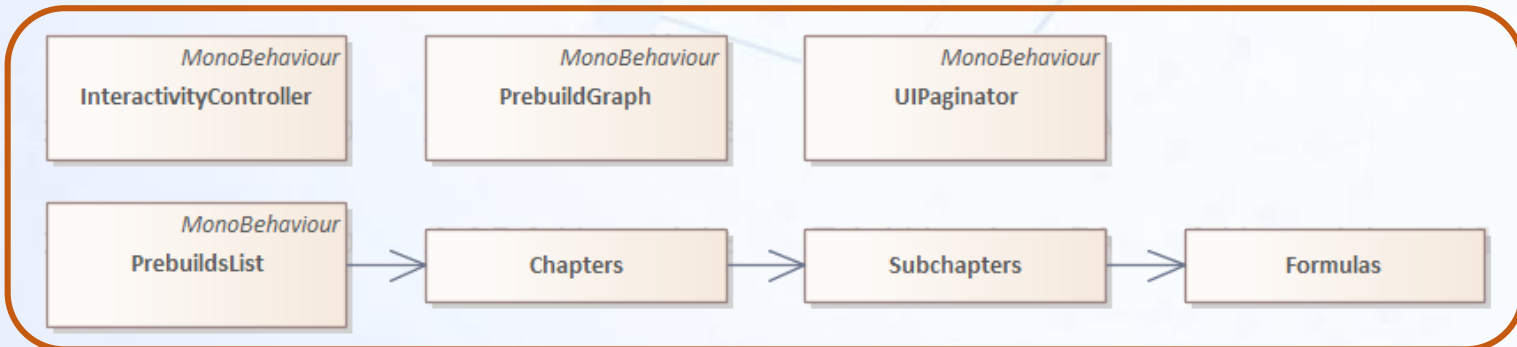 MonoBehaviour
InteractivityController
MonoBehaviour
PrebuildGraph
MonoBehaviour
UIPaginator
MonoBehaviour
PrebuildsList
Chapters
Subchapters
Formulas